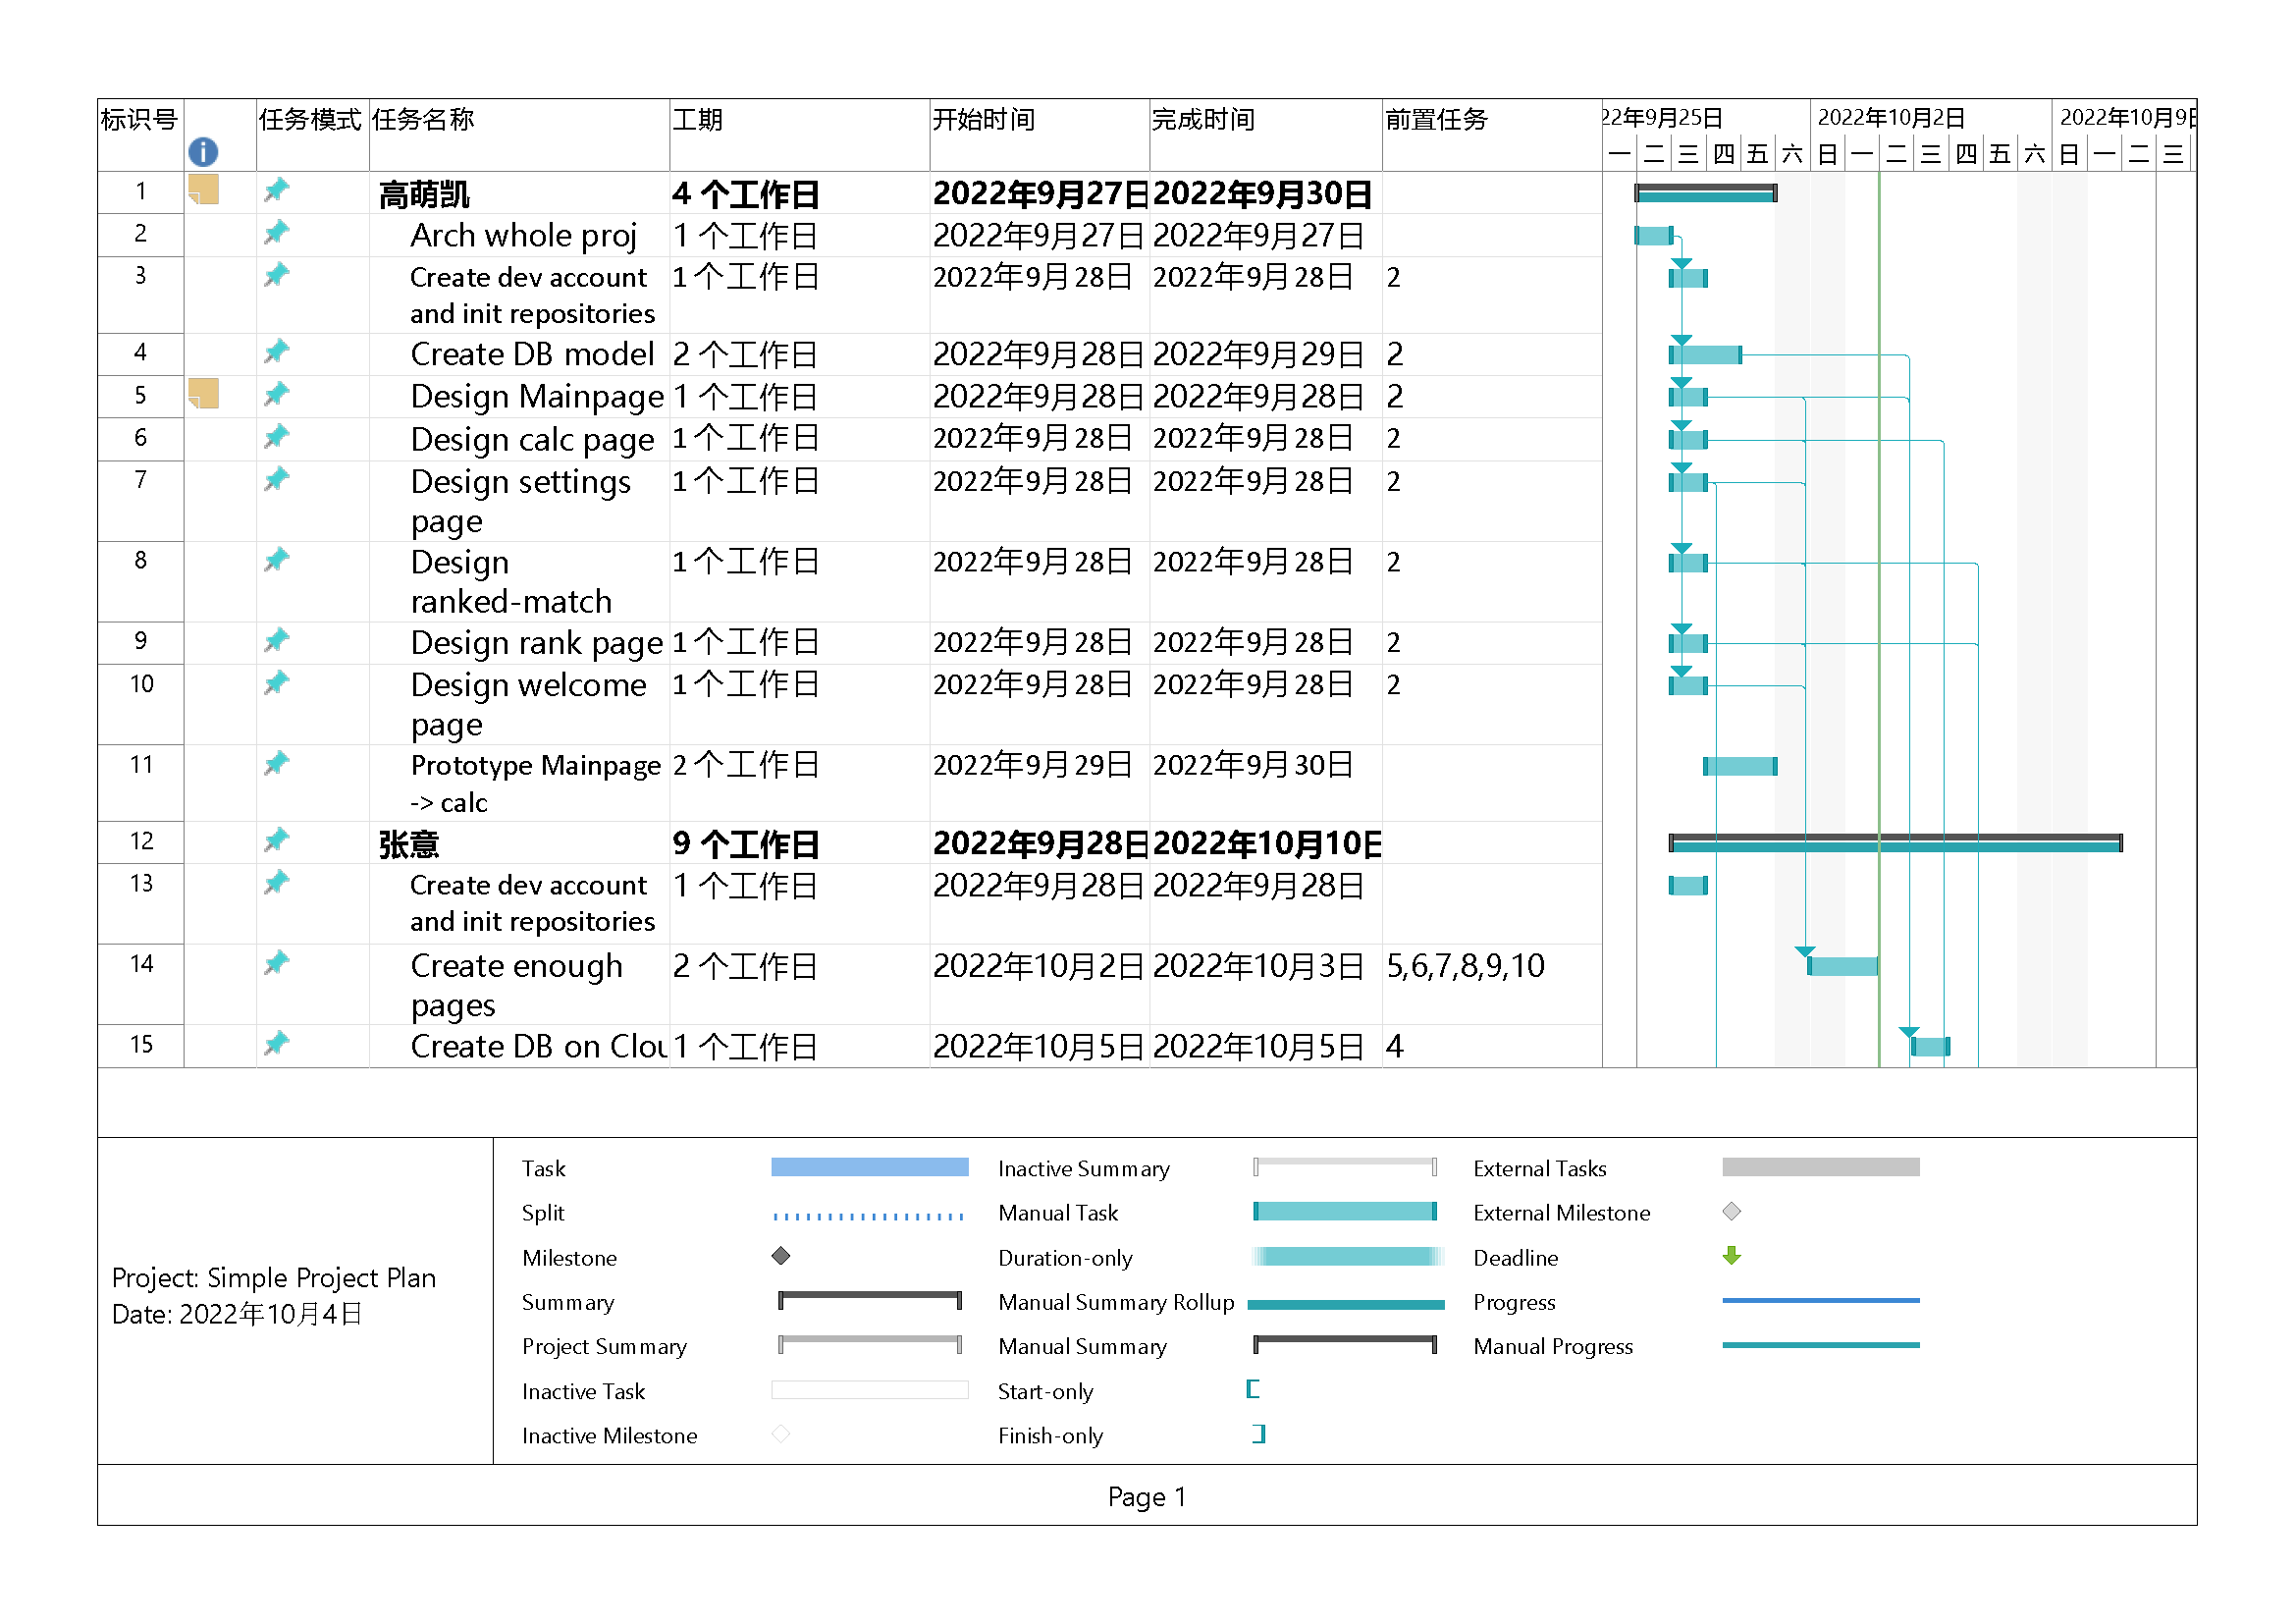 标识号 任务模式 任务名称 工期 开始时间 完成时间 前置任务 22年9月25日 2022年10月2日 2022年10月9日
一 二 三 四 五 六 日 一 二 三 四 五 六 日 一 二 三
1 高萌凯 4 个工作日 2022年9月27日 2022年9月30日
2 Arch whole proj 1 个工作日 2022年9月27日 2022年9月27日
3 Create dev account 1个工作日 2022年9月28日 2022年9月28日 2
and init repositories
4 Create DB model 2 个工作日 2022年9月28日 2022年9月29日 2
5 Design Mainpage 1 个工作日 2022年9月28日 2022年9月28日 2
6 Design calc page 1个工作日 2022年9月28日 2022年9月28日 2
7 Design settings 1个工作日 2022年9月28日 2022年9月28日 2
page
8 Design 1个工作日 2022年9月28日 2022年9月28日 2
ranked-match
9 Design rank page 1个工作日 2022年9月28日 2022年9月28日 2
10 Design welcome 1个工作日 2022年9月28日 2022年9月28日 2
page
11 Prototype Mainpage 2个工作日 2022年9月29日 2022年9月30日
-> calc
12 张意 9 个工作日 2022年9月28日 2022年10月10日
13 Create dev account 1 个工作日 2022年9月28日 2022年9月28日
and init repositories
14 Create enough 2 个工作日 2022年10月2日 2022年10月3日 5,6,7,8,9,10
pages
15 Create DB on Clou 1 个工作日 2022年10月5日 2022年10月5日 4
Project: Simple Project Plan
Date: 2022年10月4日
Task
Split
Milestone
Summary
Project Summary
Inactive Task
Inactive Milestone
Inactive Summary
Manual Task
Duration-only
Manual Summary Rollup
Manual Summary
Start-only
Finish-only
External Tasks
External Milestone
Deadline
Progress
Manual Progress
Page 1